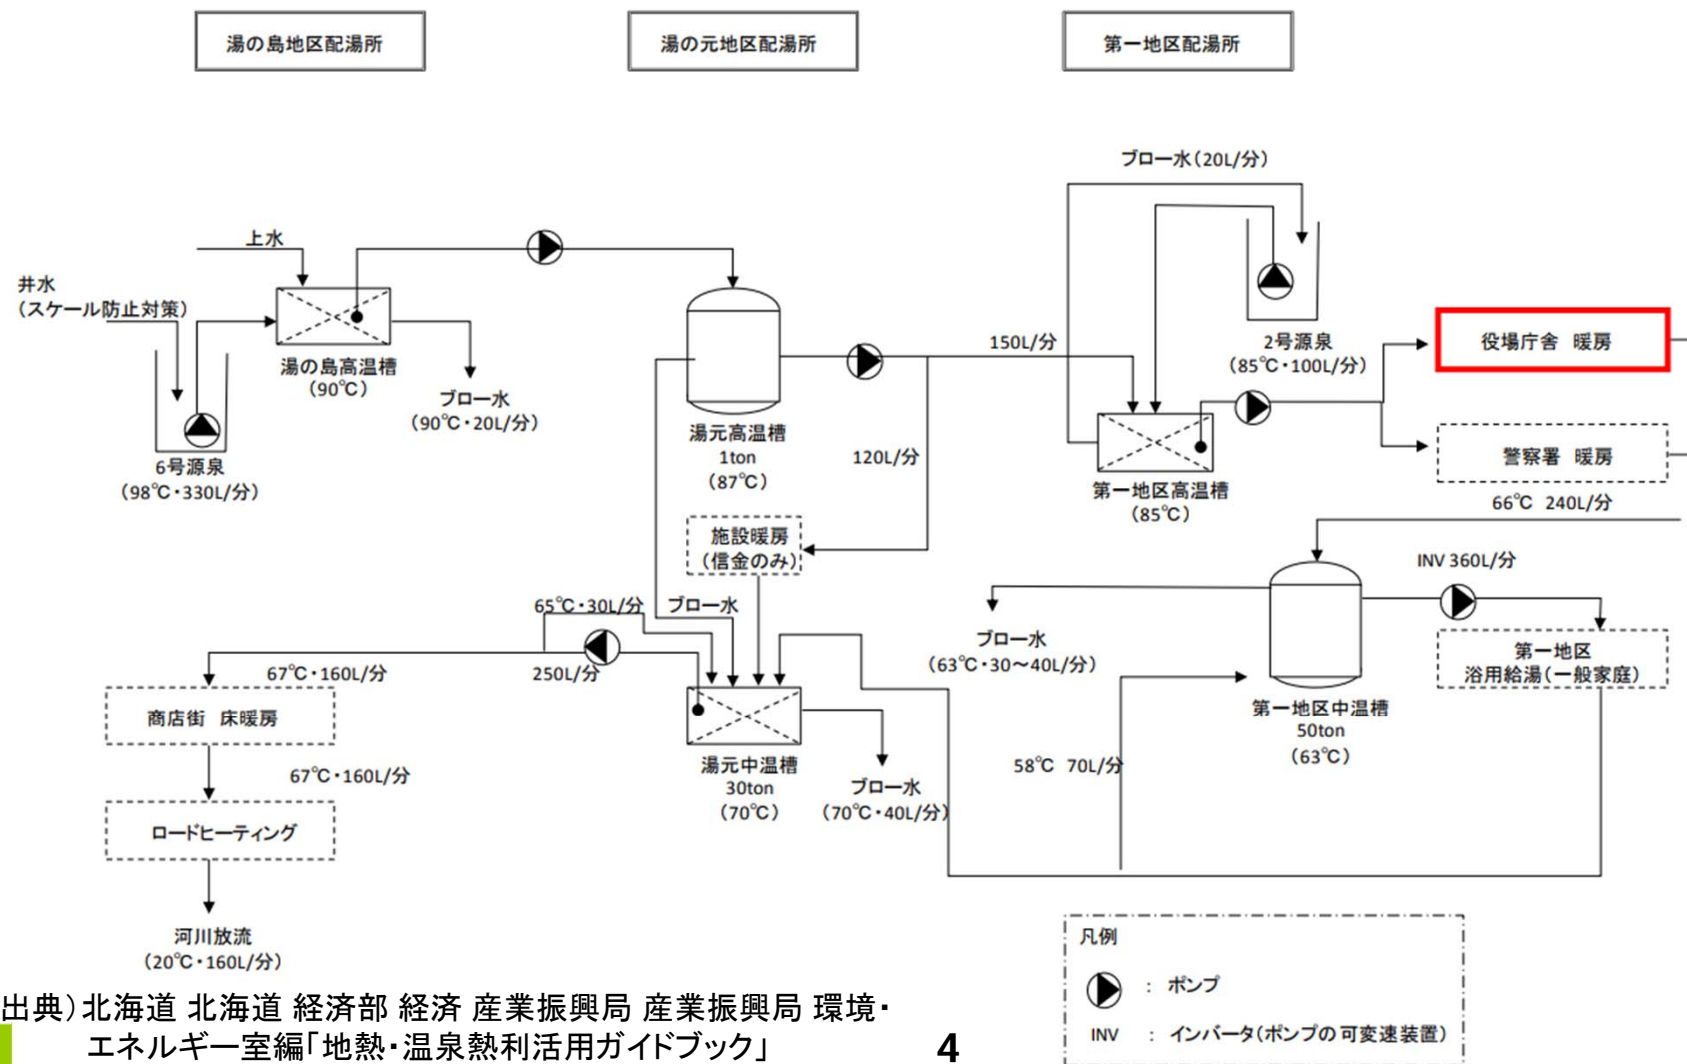 湯の島地区配湯所
湯の元地区配湯所
第一地区配湯所
ブロー水(20L/分)
上水
井水
(スケール防止対策)
湯の島高温槽
(90℃)
ブロー水
(90℃・20L/分)
6号源泉
(98℃・330L/分)
湯元高温槽
1ton
(87℃)
150L/分
120L/分
2号源泉
(85℃・100L/分)
役場庁舎 暖房
警察署 暖房
第一地区高温槽
(85℃)
66℃ 240L/分
施設暖房
(信金のみ)
INV 360L/分
65℃・30L/分
ブロー水
ブロー水
(63℃・30～40L/分)
第一地区
浴用給湯(一般家庭)
67℃・160L/分
250L/分
商店街 床暖房
第一地区中温槽
50ton
(63℃)
湯元中温槽
30ton
(70℃)
58℃ 70L/分
67℃・160L/分
ブロー水
(70℃・40L/分)
ロードヒーティング
河川放流
(20℃・160L/分)
凡例
： ポンプ
INV ： インバータ(ポンプの可変速装置)
出典)北海道 北海道 経済部 経済 産業振興局 産業振興局 環境・
エネルギー室編「地熱・温泉熱利活用ガイドブック」
4